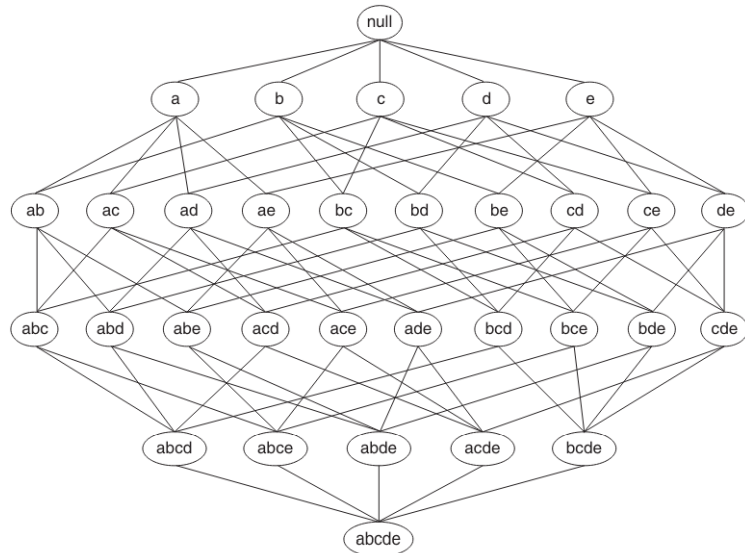 null
a b c d e
ab ac ad ae bc bd be cd ce de
abc abd abe acd ace ade bcd bce bde cde
abcd abce abde acde bcde
abcde